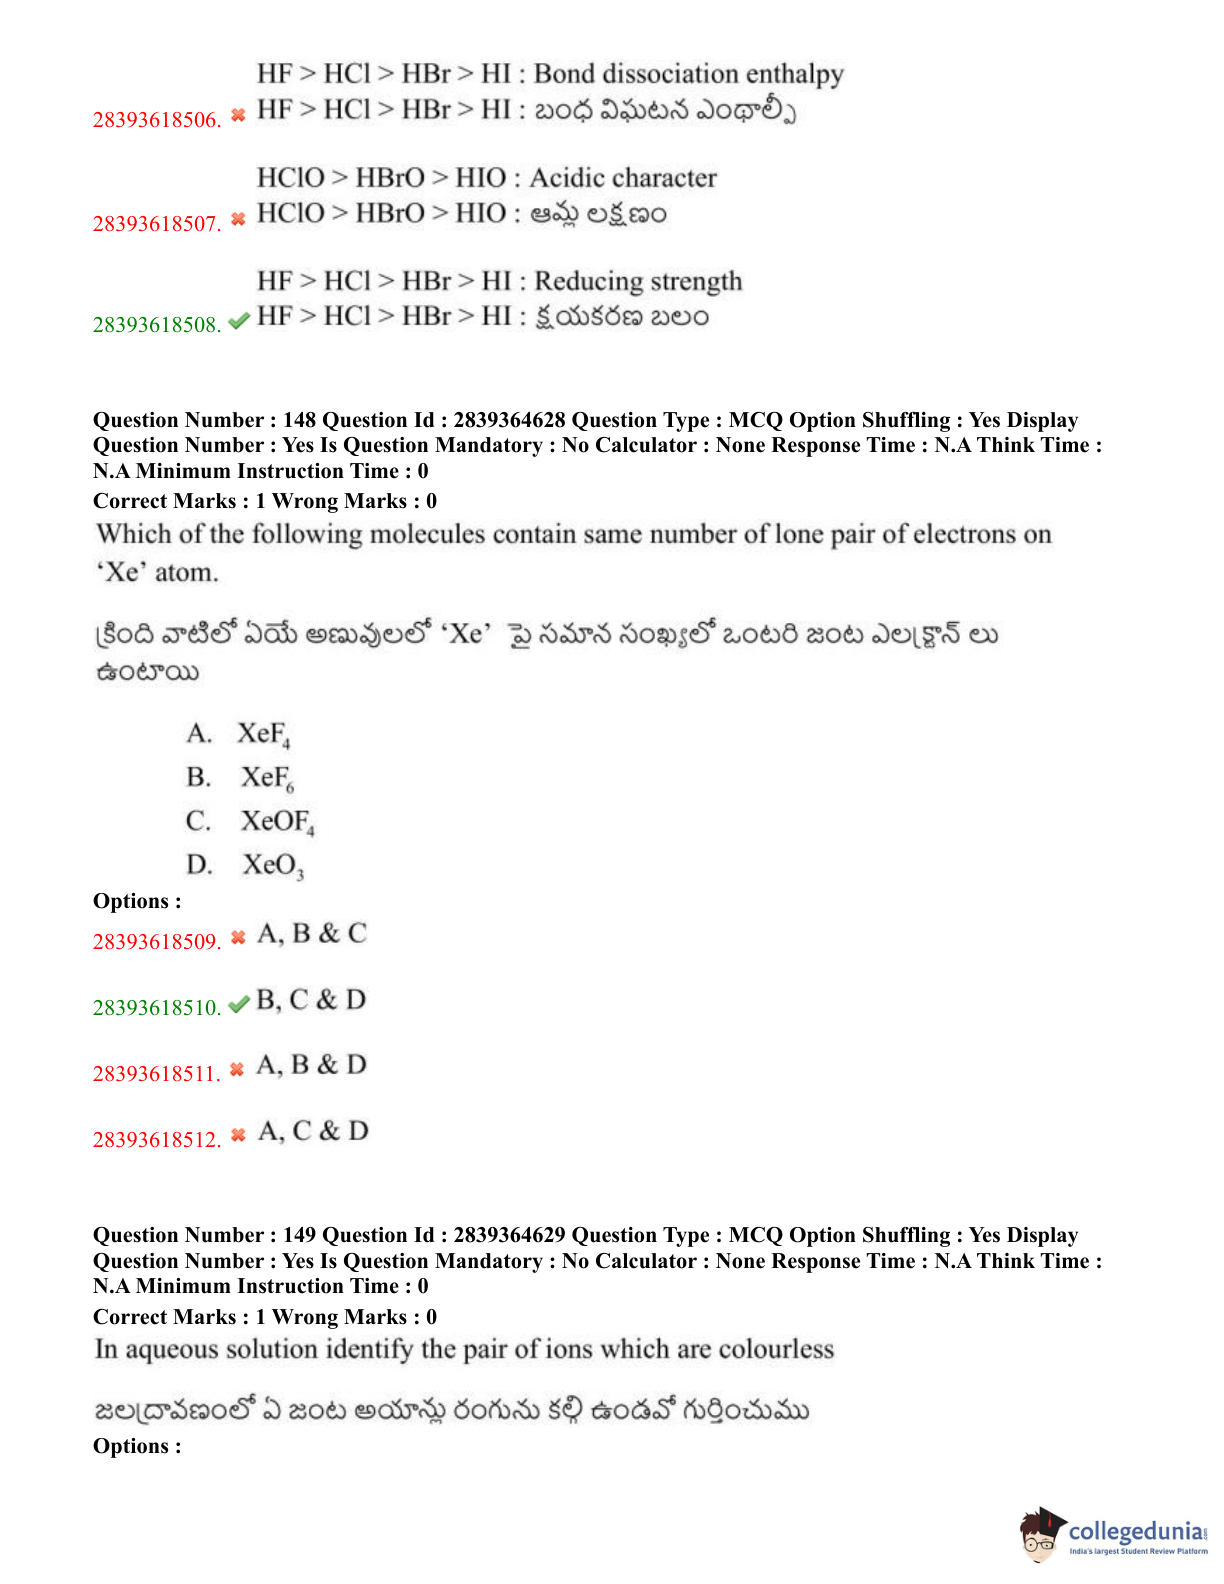 HF > HCl > HBr > HI : Bond dissociation enthalpy
28393618506. HF > HCl > HBr > HI : బంధ విఘటన ఎంథాల్పీ
HClO > HBrO > HIO : Acidic character
28393618507. HClO > HBrO > HIO : ఆమ్ల లక్షణం
HF > HCl > HBr > HI : Reducing strength
28393618508. HF > HCl > HBr > HI : క్షయకరణ బలం
Question Number : 148 Question Id : 2839364628 Question Type : MCQ Option Shuffling : Yes Display
Question Number : Yes Is Question Mandatory : No Calculator : None Response Time : N.A Think Time :
N.A Minimum Instruction Time : 0
Correct Marks : 1 Wrong Marks : 0
Which of the following molecules contain same number of lone pair of electrons on
‘Xe’ atom.
క్రింది వాటిలో ఏయే అణువులలో ‘Xe’ పై సమాన సంఖ్యలో ఒంటరి జంట ఎలక్ట్రాన్ లు
ఉంటాయి
A. XeF₄
B. XeF₆
C. XeOF₄
D. XeO₃
Options :
28393618509. A, B & C
28393618510. B, C & D
28393618511. A, B & D
28393618512. A, C & D
Question Number : 149 Question Id : 2839364629 Question Type : MCQ Option Shuffling : Yes Display
Question Number : Yes Is Question Mandatory : No Calculator : None Response Time : N.A Think Time :
N.A Minimum Instruction Time : 0
Correct Marks : 1 Wrong Marks : 0
In aqueous solution identify the pair of ions which are colourless
జలద్రావణంలో ఏ జంట అయాన్లు రంగును కల్గి ఉండవో గుర్తించుము
Options :
collegedunia
India's largest Student Review Platform